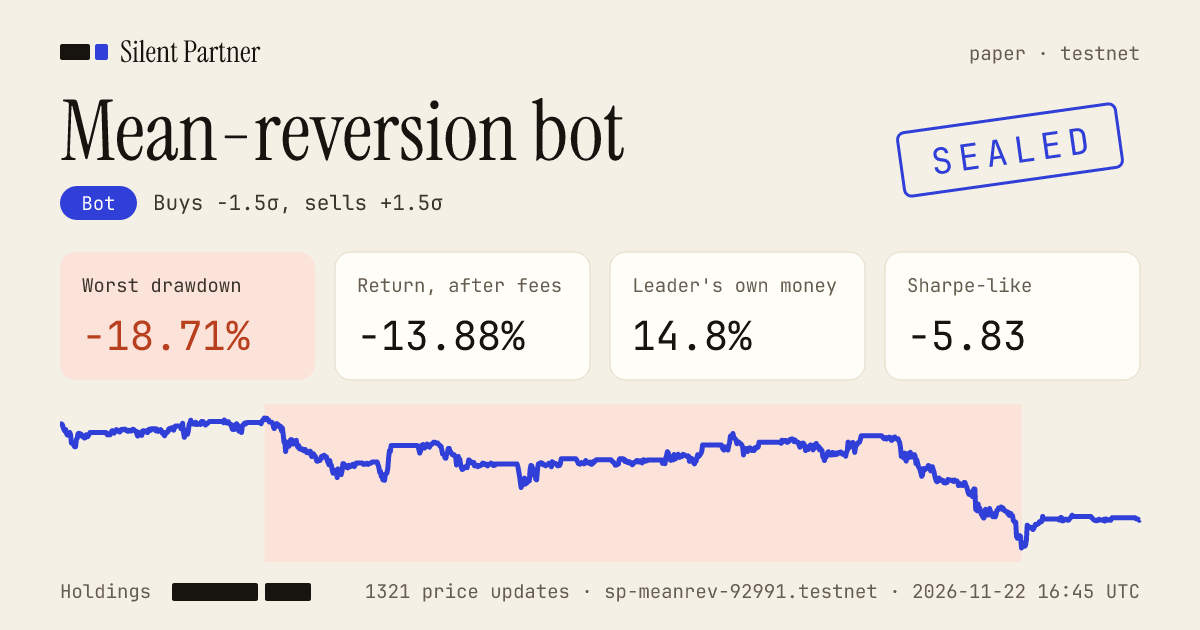 Silent Partner
paper · testnet
Mean-reversion bot
SEALED
Bot
Buys -1.5σ, sells +1.5σ
Worst drawdown
-18.71%
Return, after fees
-13.88%
Leader's own money
14.8%
Sharpe-like
-5.83
Holdings
1321 price updates · sp-meanrev-92991.testnet · 2026-11-22 16:45 UTC